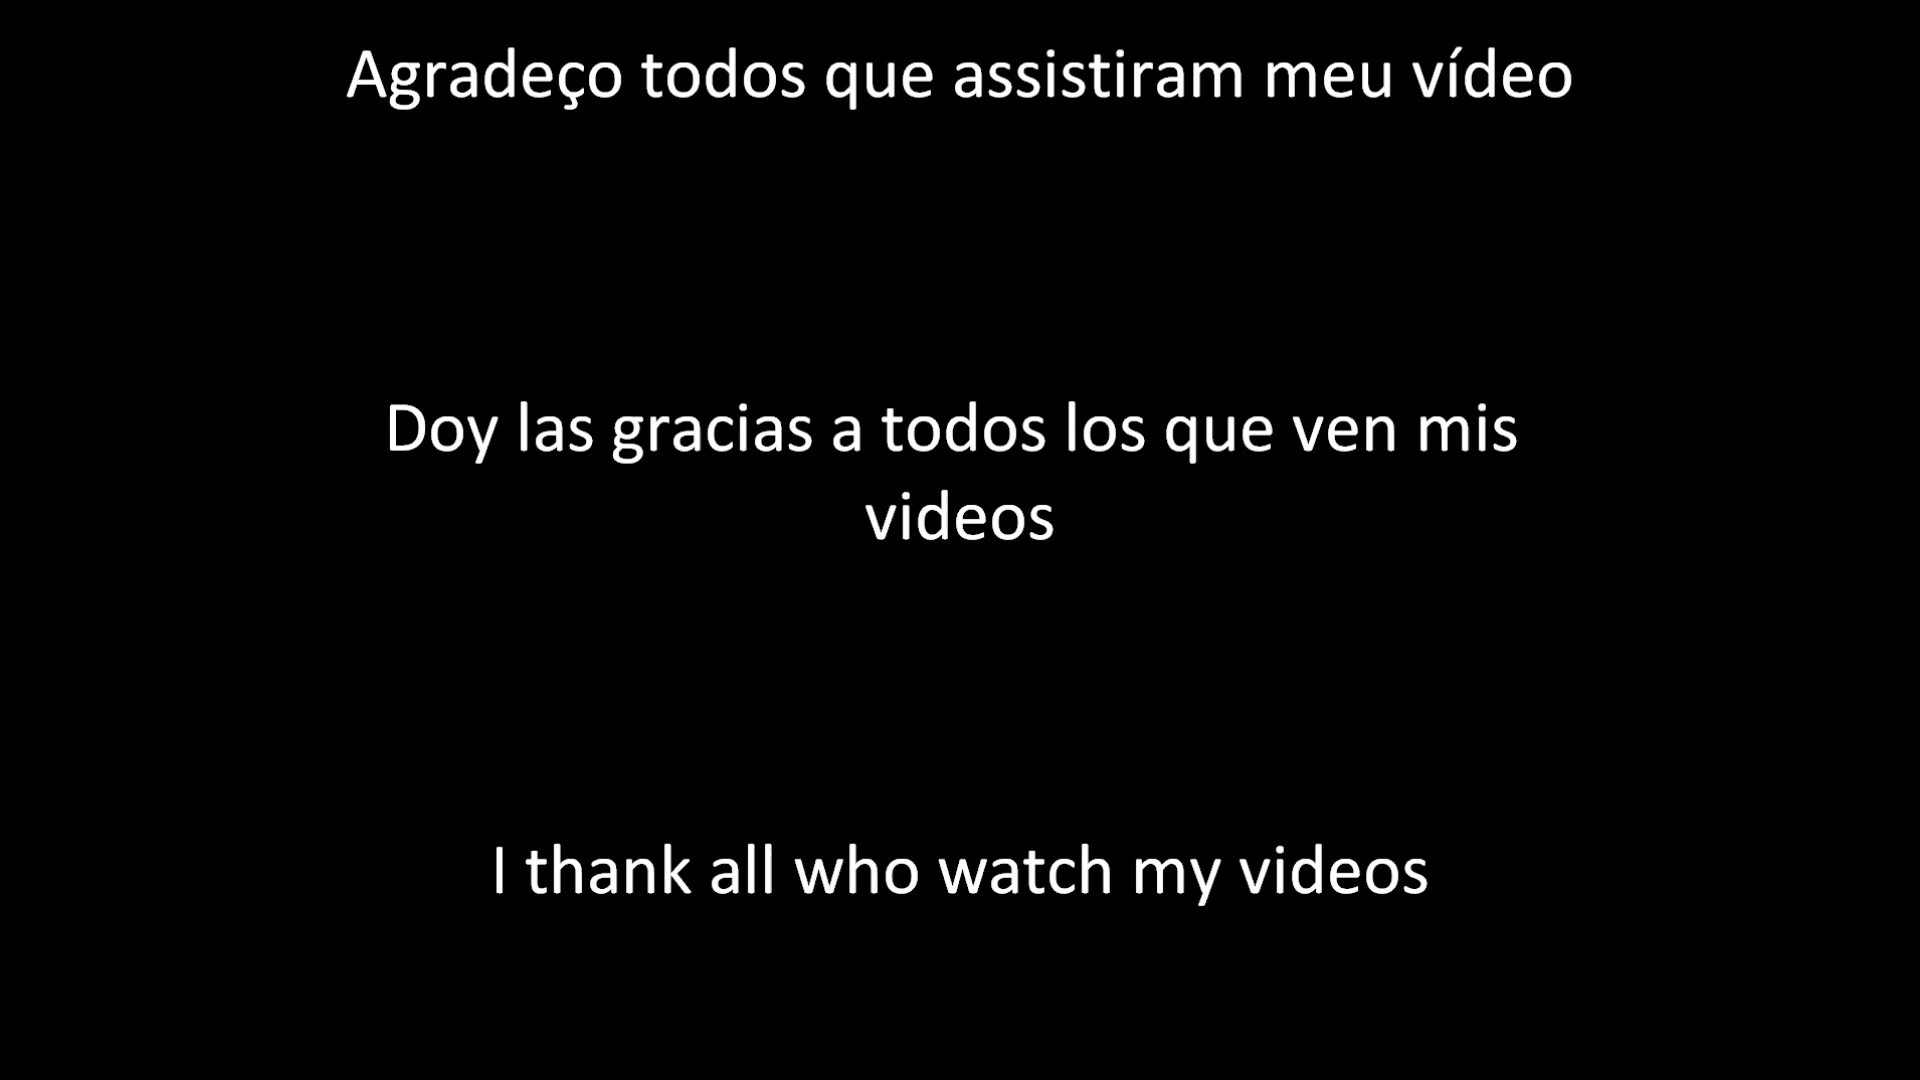 Agradeço todos que assistiram meu vídeo
Doy las gracias a todos los que ven mis
videos
I thank all who watch my videos